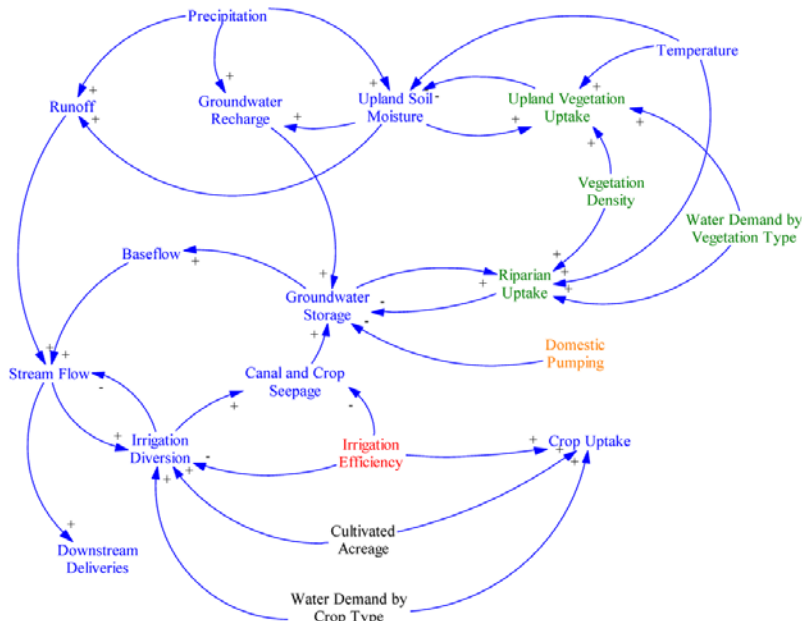 Precipitation
Temperature
Runoff
Groundwater
Recharge
Upland Soil
Moisture
Upland Vegetation
Uptake
Vegetation
Density
Water Demand by
Vegetation Type
Baseflow
Groundwater
Storage
Riparian
Uptake
Domestic
Pumping
Stream Flow
Canal and Crop
Seepage
Irrigation
Diversion
Irrigation
Efficiency
Crop Uptake
Cultivated
Acreage
Downstream
Deliveries
Water Demand by
Crop Type